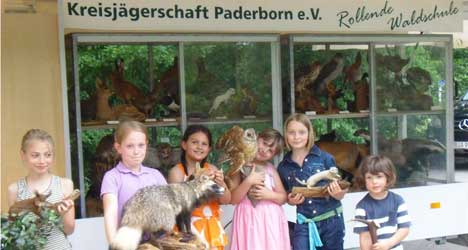 Kreisjägerschaft Paderborn e.V.
Rollende
Waldschule